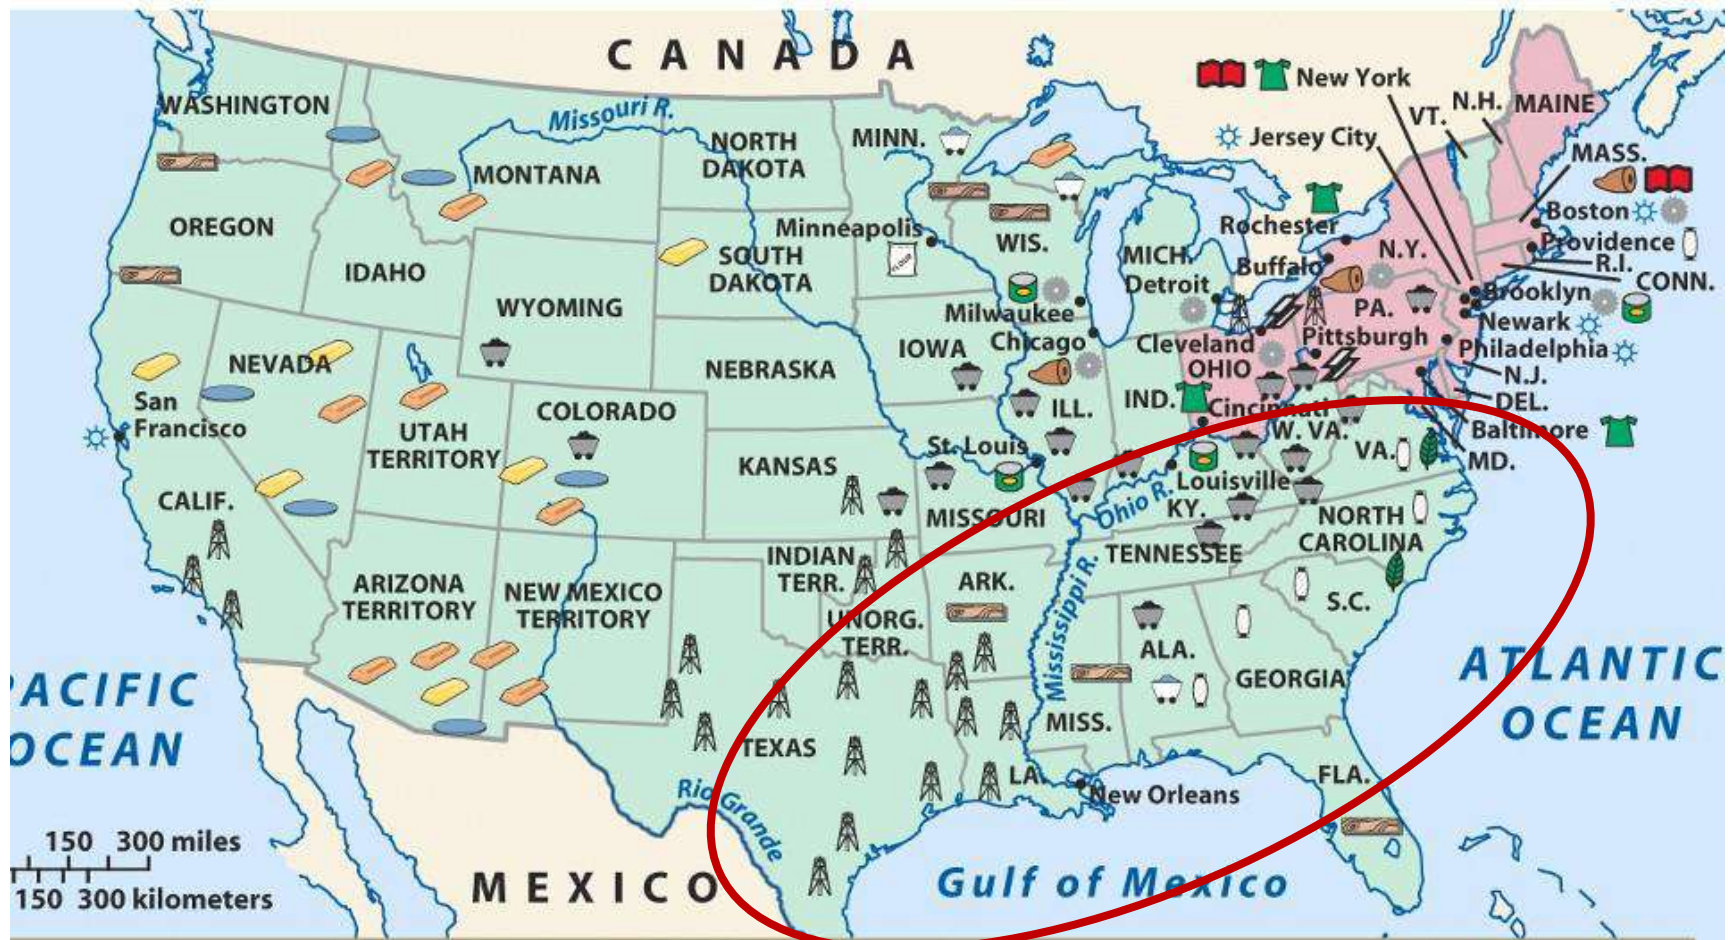 CANADA
New York
WASHINGTON
Missouri R.
NORTH
DAKOTA
MINN.
VT.
N.H.
MAINE
Jersey City
MASS.
MONTANA
OREGON
Minneapolis
FLOUR
WIS.
MICH.
Rochester
Boston
N.Y.
Providence
R.I.
CONN.
IDAHO
SOUTH
DAKOTA
Detroit
Buffalo
WYOMING
Milwaukee
PA.
Brooklyn
Newark
NEVADA
IOWA
Chicago
Cleveland
Pittsburgh
Philadelphia
NEBRASKA
OHIO
N.J.
DEL.
San
Francisco
COLORADO
ILL.
IND.
Cincinnati
Baltimore
UTAH
TERRITORY
St. Louis
W. VA.
VA.
MD.
KANSAS
CALIF.
MISSOURI
Ohio R.
Louisville
KY.
NORTH
CAROLINA
INDIAN
TERR.
TENNESSEE
ARIZONA
TERRITORY
NEW MEXICO
TERRITORY
ARK.
Mississippi R.
S.C.
UNORG.
TERR.
ALA.
GEORGIA
ATLANTIC
OCEAN
PACIFIC
OCEAN
TEXAS
MISS.
LA.
FLA.
Rio Grande
New Orleans
150 300 miles
150 300 kilometers
MEXICO
Gulf of Mexico